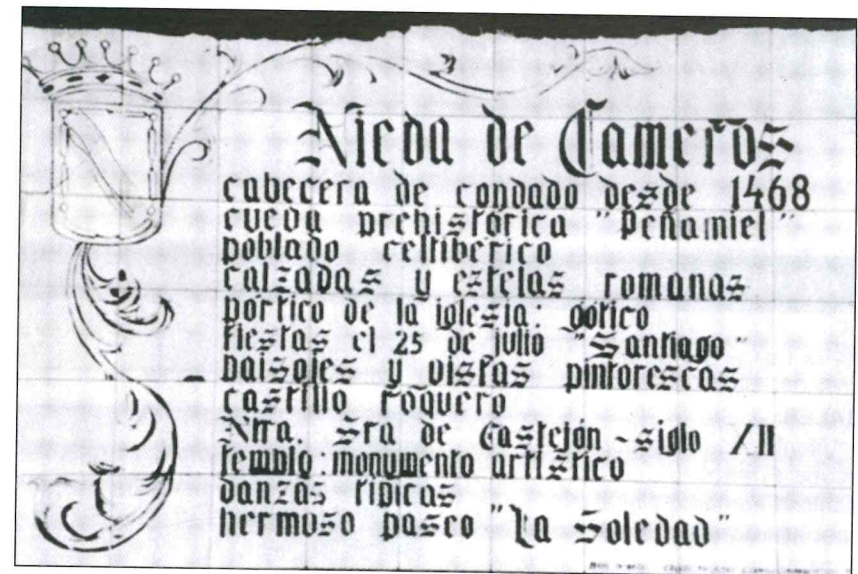 Nieva de Cameros
cabecera de condado desde 1468
cueva prehistórica "Peñamiel"
poblado celtibérico
calzadas y estelas romanas
pórtico de la iglesia: gótico
fiestas el 25 de julio "Santiago"
paisajes y vistas pintorescas
castillo roquero
Ntra. Sra de Castejón - siglo
templo: monumento artístico
danzas típicas
hermoso paseo "La Soledad"